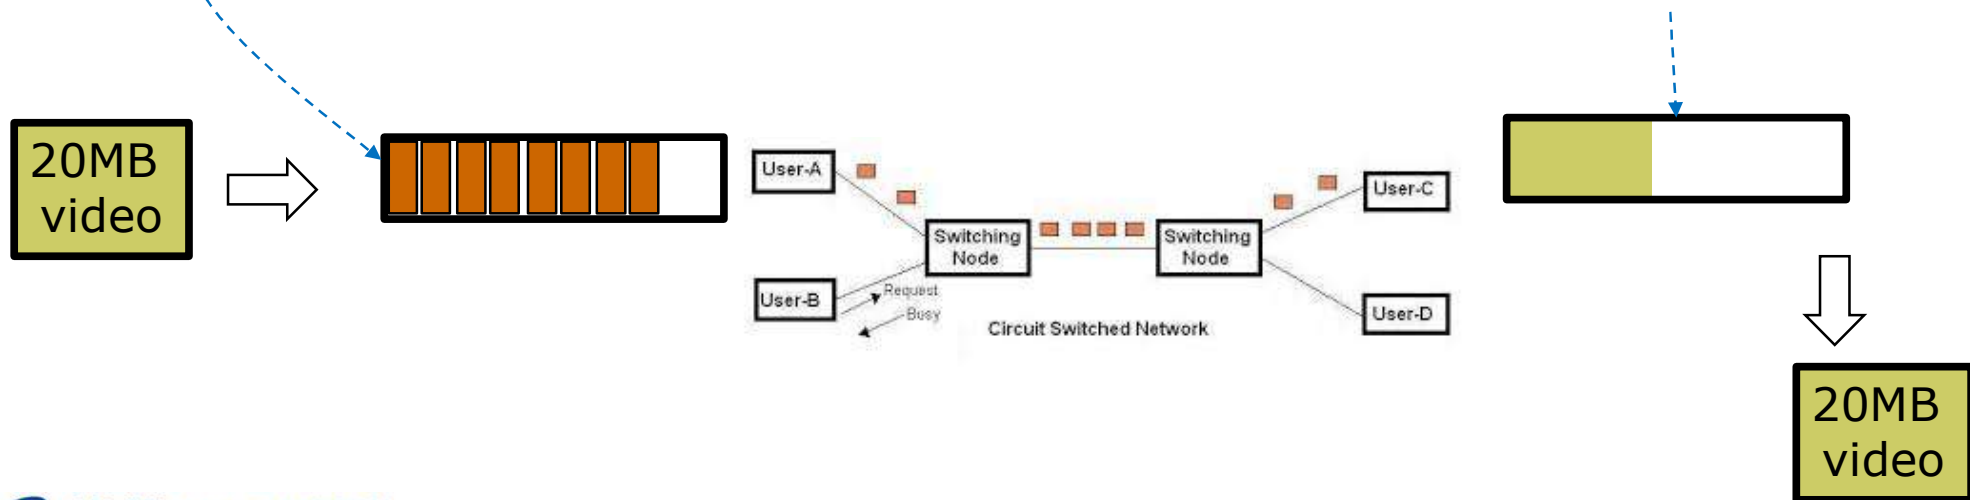 20MB
video
User-A
User-B
Switching
Node
Request
Busy
Circuit Switched Network
Switching
Node
User-C
User-D
20MB
video